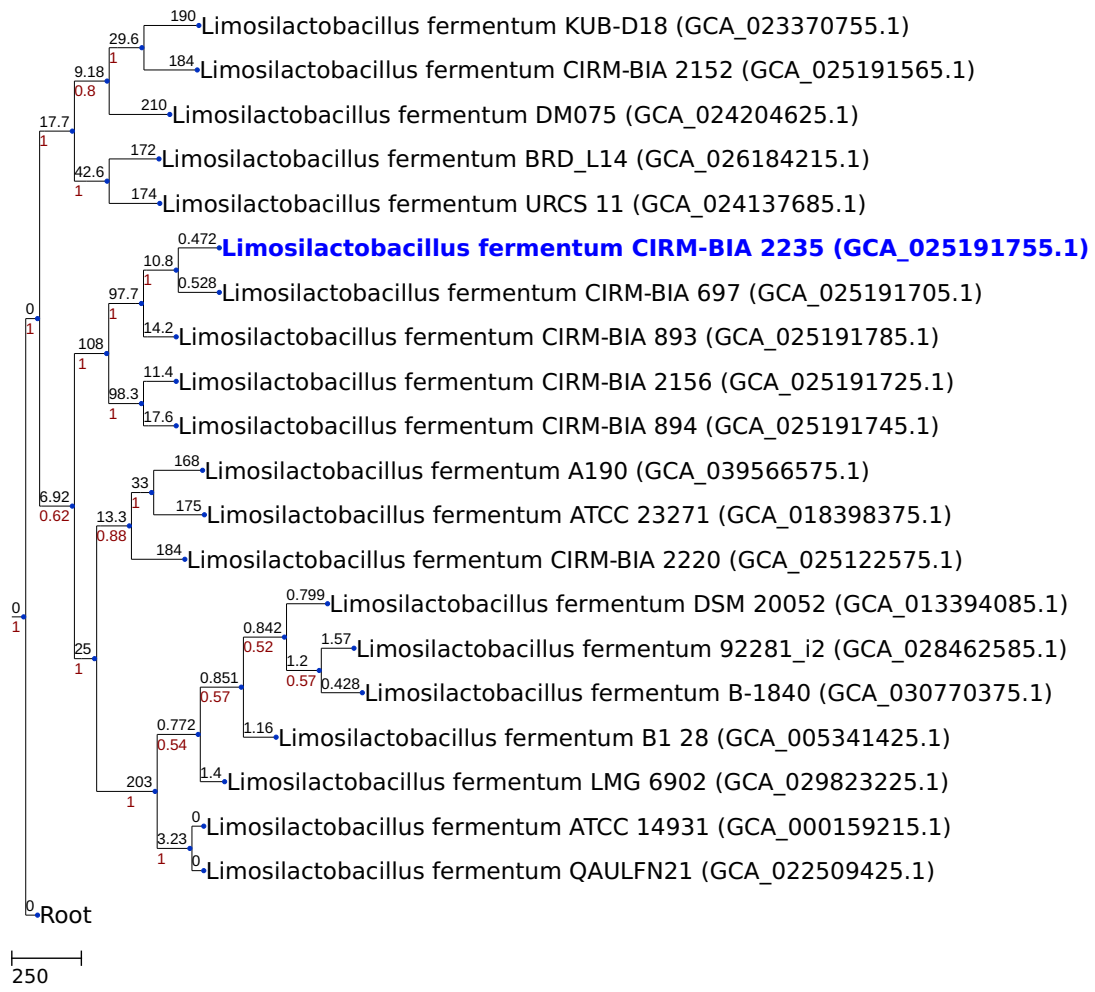 190
Limosilactobacillus fermentum KUB-D18 (GCA_023370755.1)
29.6
1
184
Limosilactobacillus fermentum CIRM-BIA 2152 (GCA_025191565.1)
9.18
0.8
210
Limosilactobacillus fermentum DM075 (GCA_024204625.1)
17.7
1
172
Limosilactobacillus fermentum BRD_L14 (GCA_026184215.1)
42.6
1
174
Limosilactobacillus fermentum URCS 11 (GCA_024137685.1)
0.472
Limosilactobacillus fermentum CIRM-BIA 2235 (GCA_025191755.1)
10.8
1
0.528
Limosilactobacillus fermentum CIRM-BIA 697 (GCA_025191705.1)
97.7
1
0
1
14.2
Limosilactobacillus fermentum CIRM-BIA 893 (GCA_025191785.1)
108
1
11.4
Limosilactobacillus fermentum CIRM-BIA 2156 (GCA_025191725.1)
98.3
1
17.6
Limosilactobacillus fermentum CIRM-BIA 894 (GCA_025191745.1)
168
Limosilactobacillus fermentum A190 (GCA_039566575.1)
33
1
6.92
0.62
175
Limosilactobacillus fermentum ATCC 23271 (GCA_018398375.1)
13.3
0.88
184
Limosilactobacillus fermentum CIRM-BIA 2220 (GCA_025122575.1)
0.799
Limosilactobacillus fermentum DSM 20052 (GCA_013394085.1)
0
1
0.842
0.52
1.57
Limosilactobacillus fermentum 92281_i2 (GCA_028462585.1)
25
1
1.2
0.57
0.428
Limosilactobacillus fermentum B-1840 (GCA_030770375.1)
0.851
0.57
1.16
Limosilactobacillus fermentum B1 28 (GCA_005341425.1)
0.772
0.54
1.4
Limosilactobacillus fermentum LMG 6902 (GCA_029823225.1)
203
1
0
Limosilactobacillus fermentum ATCC 14931 (GCA_000159215.1)
3.23
1
0
Limosilactobacillus fermentum QAULFN21 (GCA_022509425.1)
0
Root
250